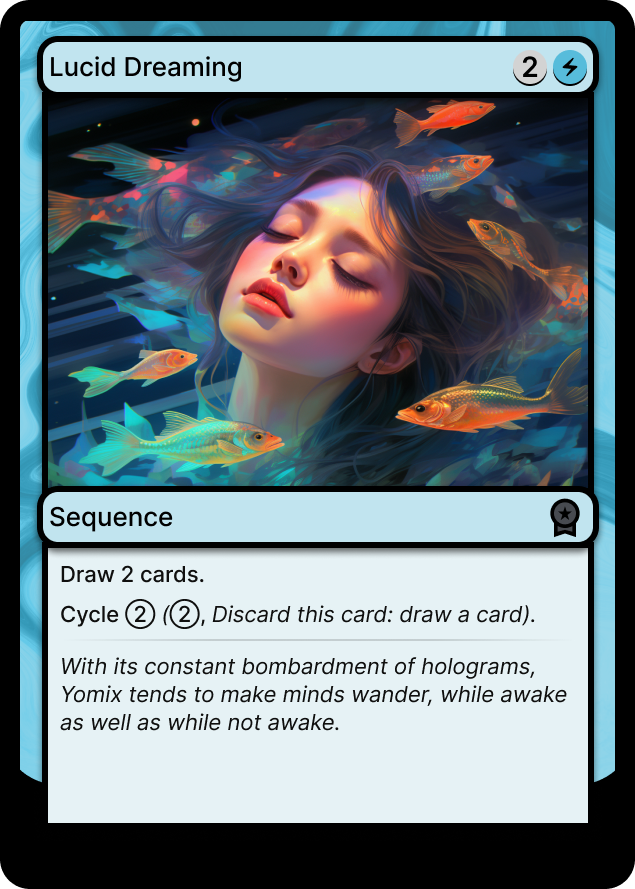 Lucid Dreaming 2
Sequence
Draw 2 cards.
Cycle 2 (2, Discard this card: draw a card).
With its constant bombardment of holograms,
Yomix tends to make minds wander, while awake
as well as while not awake.